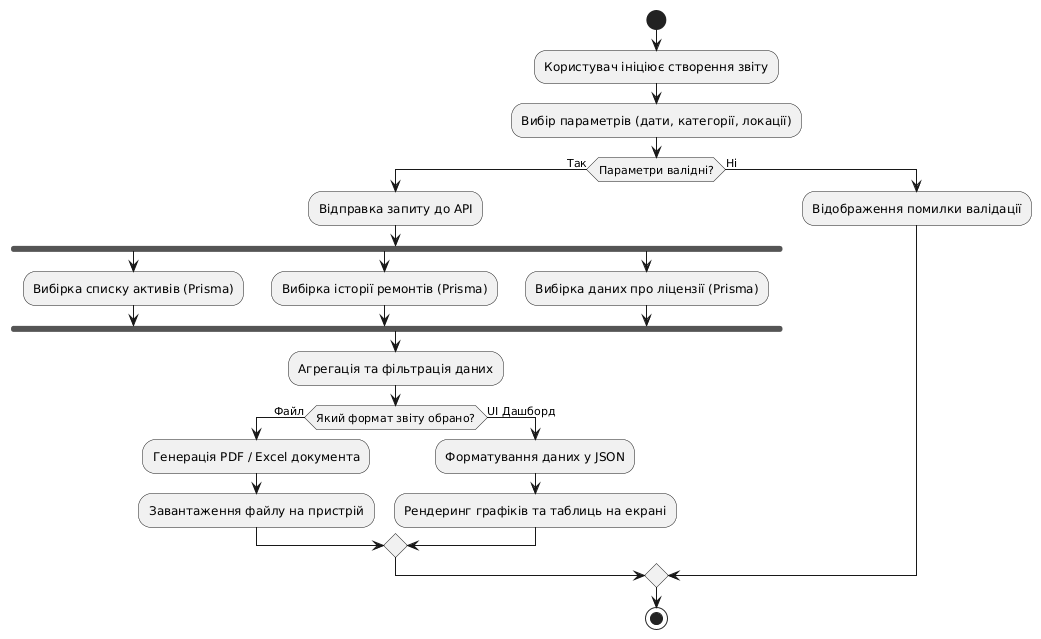 Користувач ініціює створення звіту
Вибір параметрів (дати, категорії, локації)
Так
Параметри валідні?
Ні
Відправка запиту до API
Відображення помилки валідації
Вибірка списку активів (Prisma)
Вибірка історії ремонтів (Prisma)
Вибірка даних про ліцензії (Prisma)
Агрегація та фільтрація даних
Файл
Який формат звіту обрано?
UI Дашборд
Генерація PDF / Excel документа
Форматування даних у JSON
Завантаження файлу на пристрій
Рендеринг графіків та таблиць на екрані